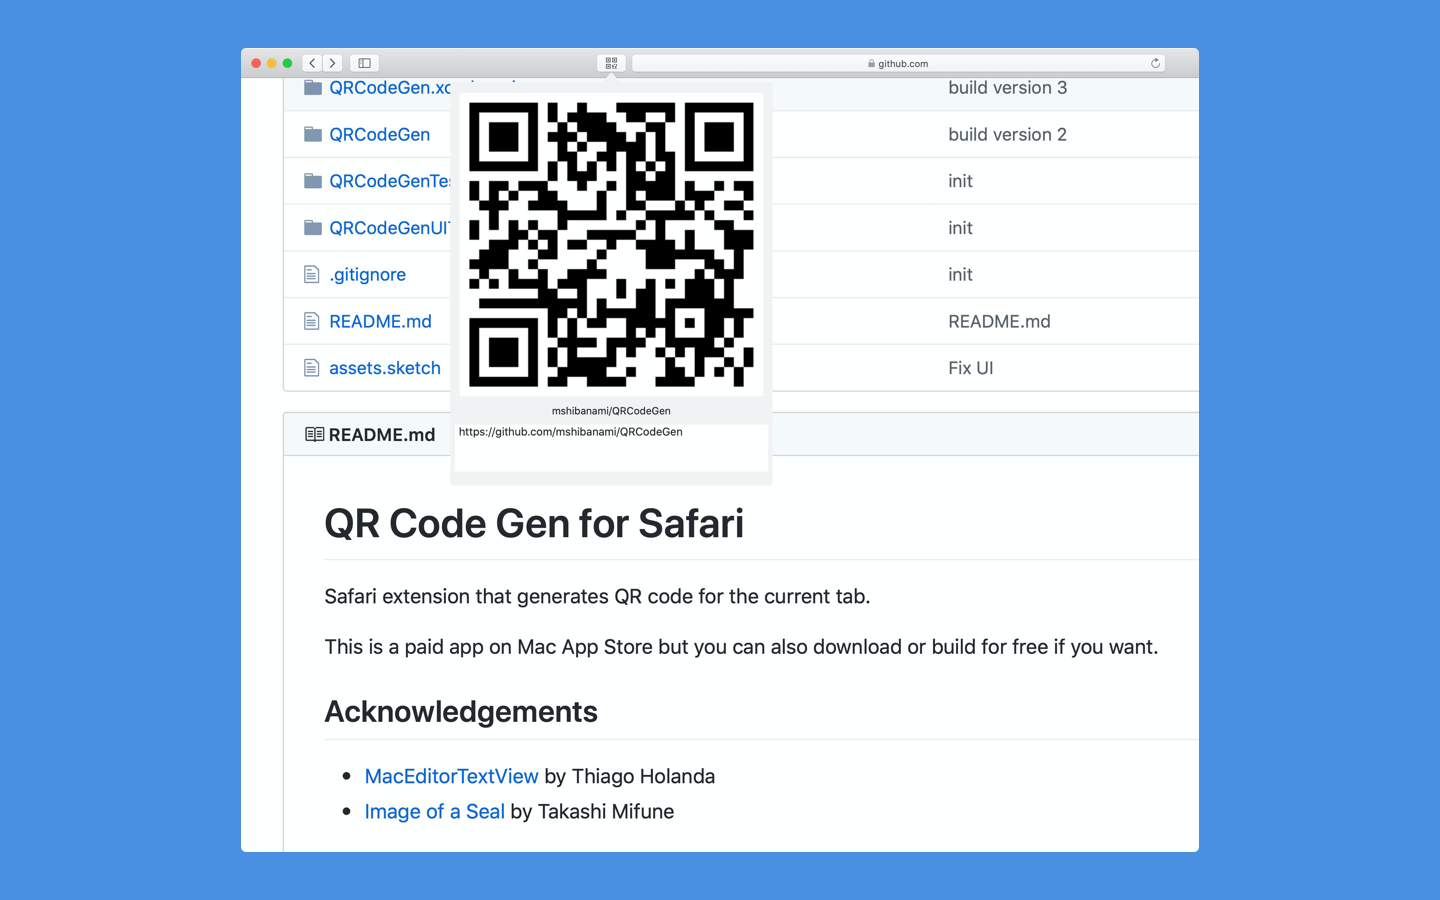 github.com
QRCodeGen.xc
build version 3
QRCodeGen
build version 2
QRCodeGenTes
init
QRCodeGenUIT
init
.gitignore
init
README.md
README.md
assets.sketch
Fix UI
mshibanami/QRCodeGen
https://github.com/mshibanami/QRCodeGen
README.md
QR Code Gen for Safari
Safari extension that generates QR code for the current tab.
This is a paid app on Mac App Store but you can also download or build for free if you want.
Acknowledgements
MacEditorTextView by Thiago Holanda
Image of a Seal by Takashi Mifune